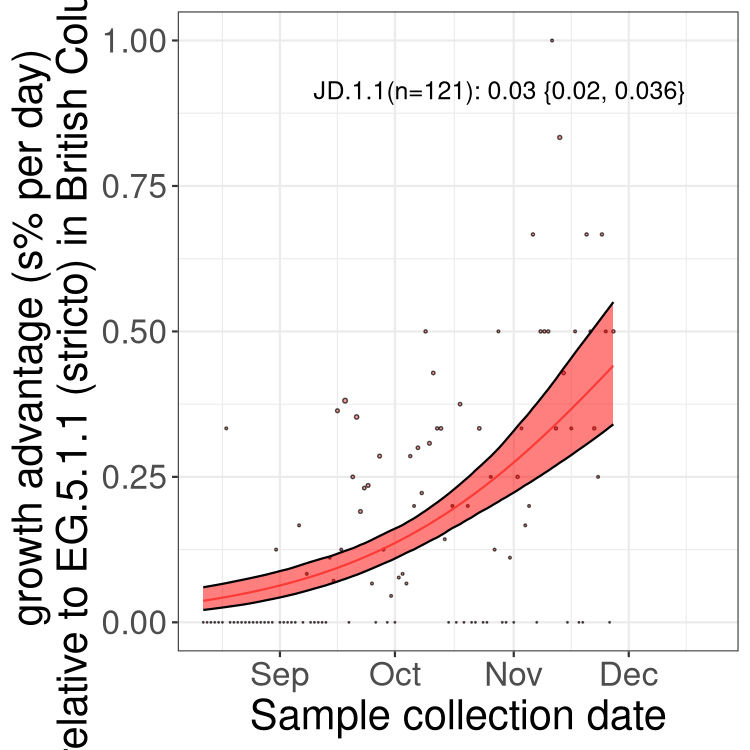 growth advantage (s% per day)
relative to EG.5.1.1 (stricto) in British
1.00
0.75
0.50
0.25
0.00
JD.1.1(n=121): 0.03 {0.02, 0.036}
Sep Oct Nov Dec
Sample collection date